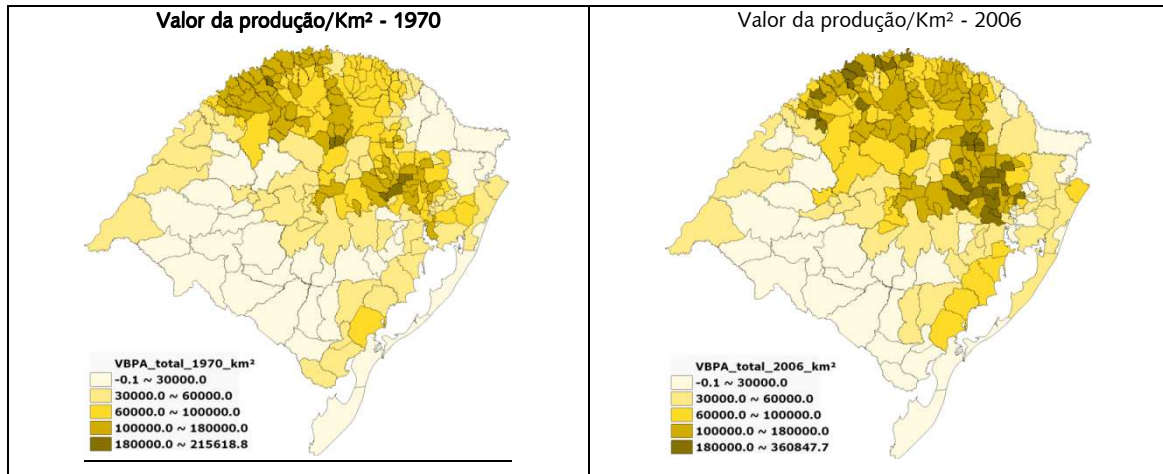 Valor da produção/Km² - 1970
VBPA_total_1970_km²
-0.1 ~ 30000.0
30000.0 ~ 60000.0
60000.0 ~ 100000.0
100000.0 ~ 180000.0
180000.0 ~ 215618.8
Valor da produção/Km² - 2006
VBPA_total_2006_km²
-0.1 ~ 30000.0
30000.0 ~ 60000.0
60000.0 ~ 100000.0
100000.0 ~ 180000.0
180000.0 ~ 360847.7